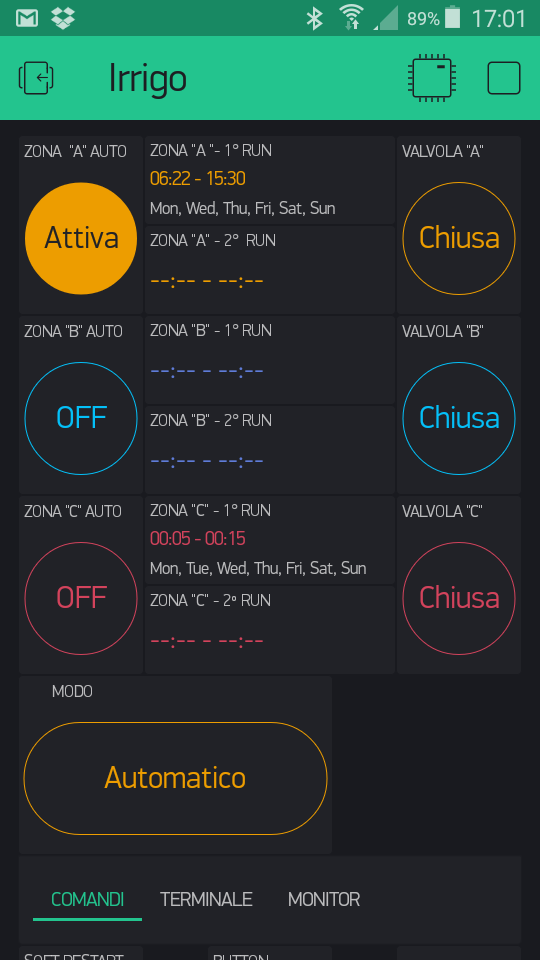 89% 17:01
Irrigo
ZONA "A" AUTO
Attiva
ZONA "A "- 1° RUN
06:22 - 15:30
Mon, Wed, Thu, Fri, Sat, Sun
ZONA "A" - 2° RUN
--:-- - --:--
VALVOLA "A"
Chiusa
ZONA "B" AUTO
OFF
ZONA "B" - 1° RUN
--:-- - --:--
ZONA "B" - 2° RUN
--:-- - --:--
VALVOLA "B"
Chiusa
ZONA "C" AUTO
OFF
ZONA "C" - 1° RUN
00:05 - 00:15
Mon, Tue, Wed, Thu, Fri, Sat, Sun
ZONA "C" - 2° RUN
--:-- - --:--
VALVOLA "C"
Chiusa
MODO
Automatico
COMANDI TERMINALE MONITOR
SOFT RESTART BUTTON